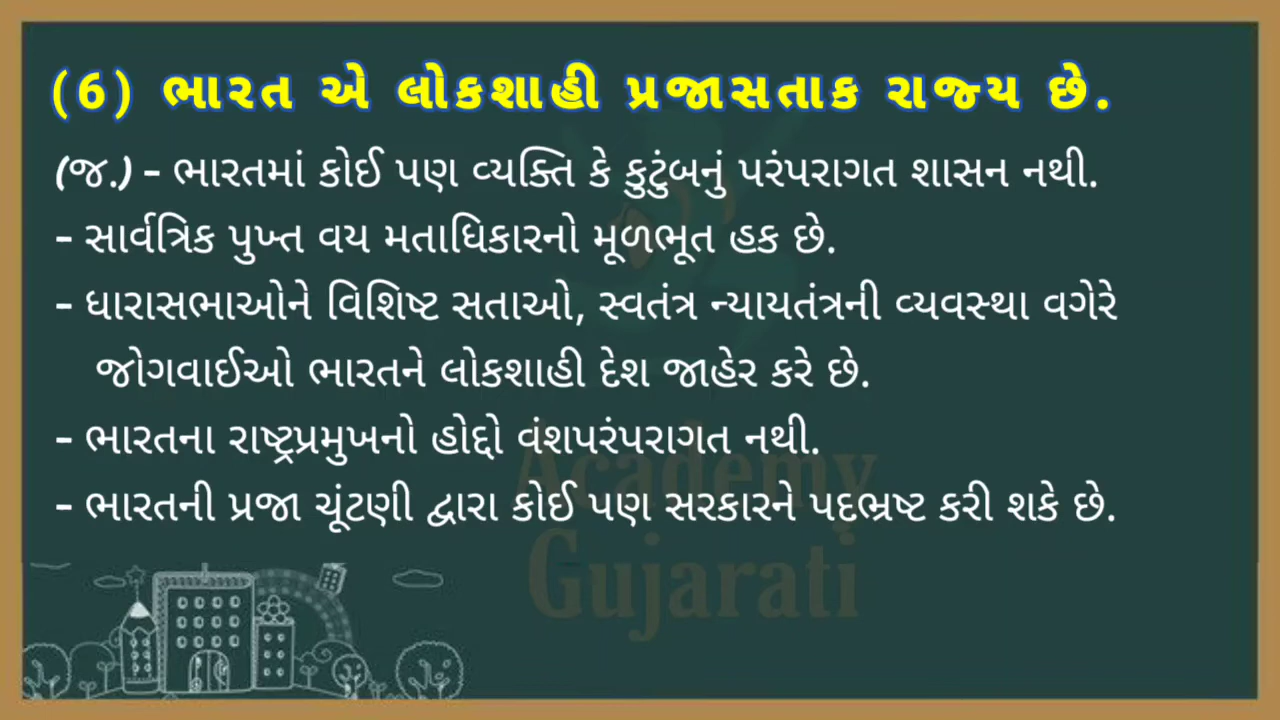 (6) ભારત એ લોકશાહી પ્રજાસતાક રાજ્ય છે.
(જ.) - ભારતમાં કોઈ પણ વ્યક્તિ કે કુટુંબનું પરંપરાગત શાસન નથી.
- સાર્વત્રિક પુખ્ત વય મતાધિકારનો મૂળભૂત હક છે.
- ધારાસભાઓને વિશિષ્ટ સતાઓ, સ્વતંત્ર ન્યાયતંત્રની વ્યવસ્થા વગેરે
જોગવાઈઓ ભારતને લોકશાહી દેશ જાહેર કરે છે.
- ભારતના રાષ્ટ્રપ્રમુખનો હોદ્દો વંશપરંપરાગત નથી.
- ભારતની પ્રજા ચૂંટણી દ્વારા કોઈ પણ સરકારને પદભ્રષ્ટ કરી શકે છે.
Academy
Gujarati